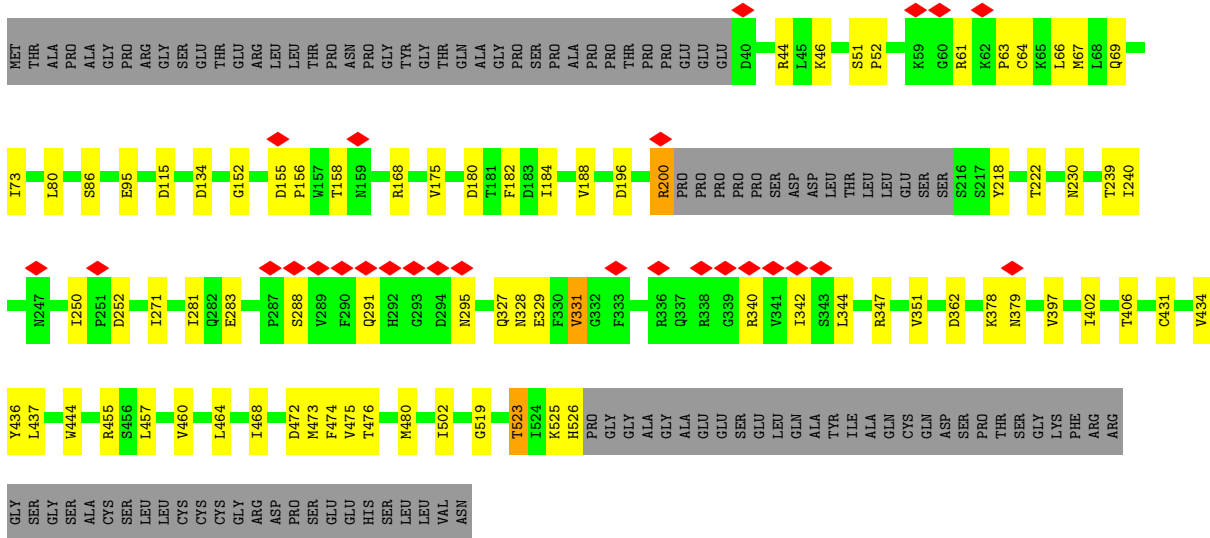 MET THR ALA PRO ALA GLY PRO ARG GLY SER GLU THR GLU ARG LEU LEU THR PRO ASN PRO GLY TYR GLY THR GLN ALA GLY PRO SER PRO ALA PRO PRO THR PRO PRO GLU GLU GLU D40 R44 L45 K46 S51 P52 K59 G60 R61 K62 P63 C64 K65 L66 M67 L68 Q69
I73 L80 S86 E95 D115 D134 G152 D155 P156 W157 T158 N159 R168 V175 D180 T181 F182 D183 I184 V188 D196 R200 PRO PRO PRO PRO PRO SER ASP ASP LEU THR LEU LEU GLU SER SER S216 S217 Y218 T222 N230 T239 I240
N247 I250 P251 D252 I271 I281 Q282 E283 P287 S288 V289 F290 Q291 H292 G293 D294 N295 Q327 N328 E329 F330 V331 G332 F333 R336 Q337 R338 G339 R340 V341 I342 S343 L344 R347 V351 D362 K378 N379 V397 I402 T406 C431 V434
Y436 L437 W444 R455 S456 L457 V460 L464 I468 D472 M473 F474 V475 T476 M480 I502 G519 T523 I524 K525 H526 PRO GLY GLY ALA GLY ALA GLU GLU SER GLU LEU GLN ALA TYR ILE ALA GLN CYS GLN ASP SER PRO THR SER GLY LYS PHE ARG ARG
GLY SER GLY SER ALA CYS SER LEU LEU CYS CYS CYS GLY ARG ASP PRO SER GLU GLU HIS SER LEU LEU VAL ASN